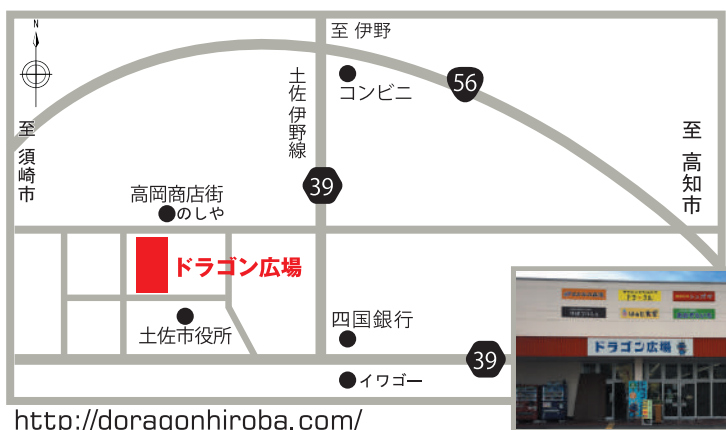 N
至 伊野
土佐伊野線
コンビニ
56
至 須崎市
至 高知市
39
高岡商店街
のしや
ドラゴン広場
土佐市役所
四国銀行
39
イワゴー
ドラゴン広場
http://doragonhiroba.com/